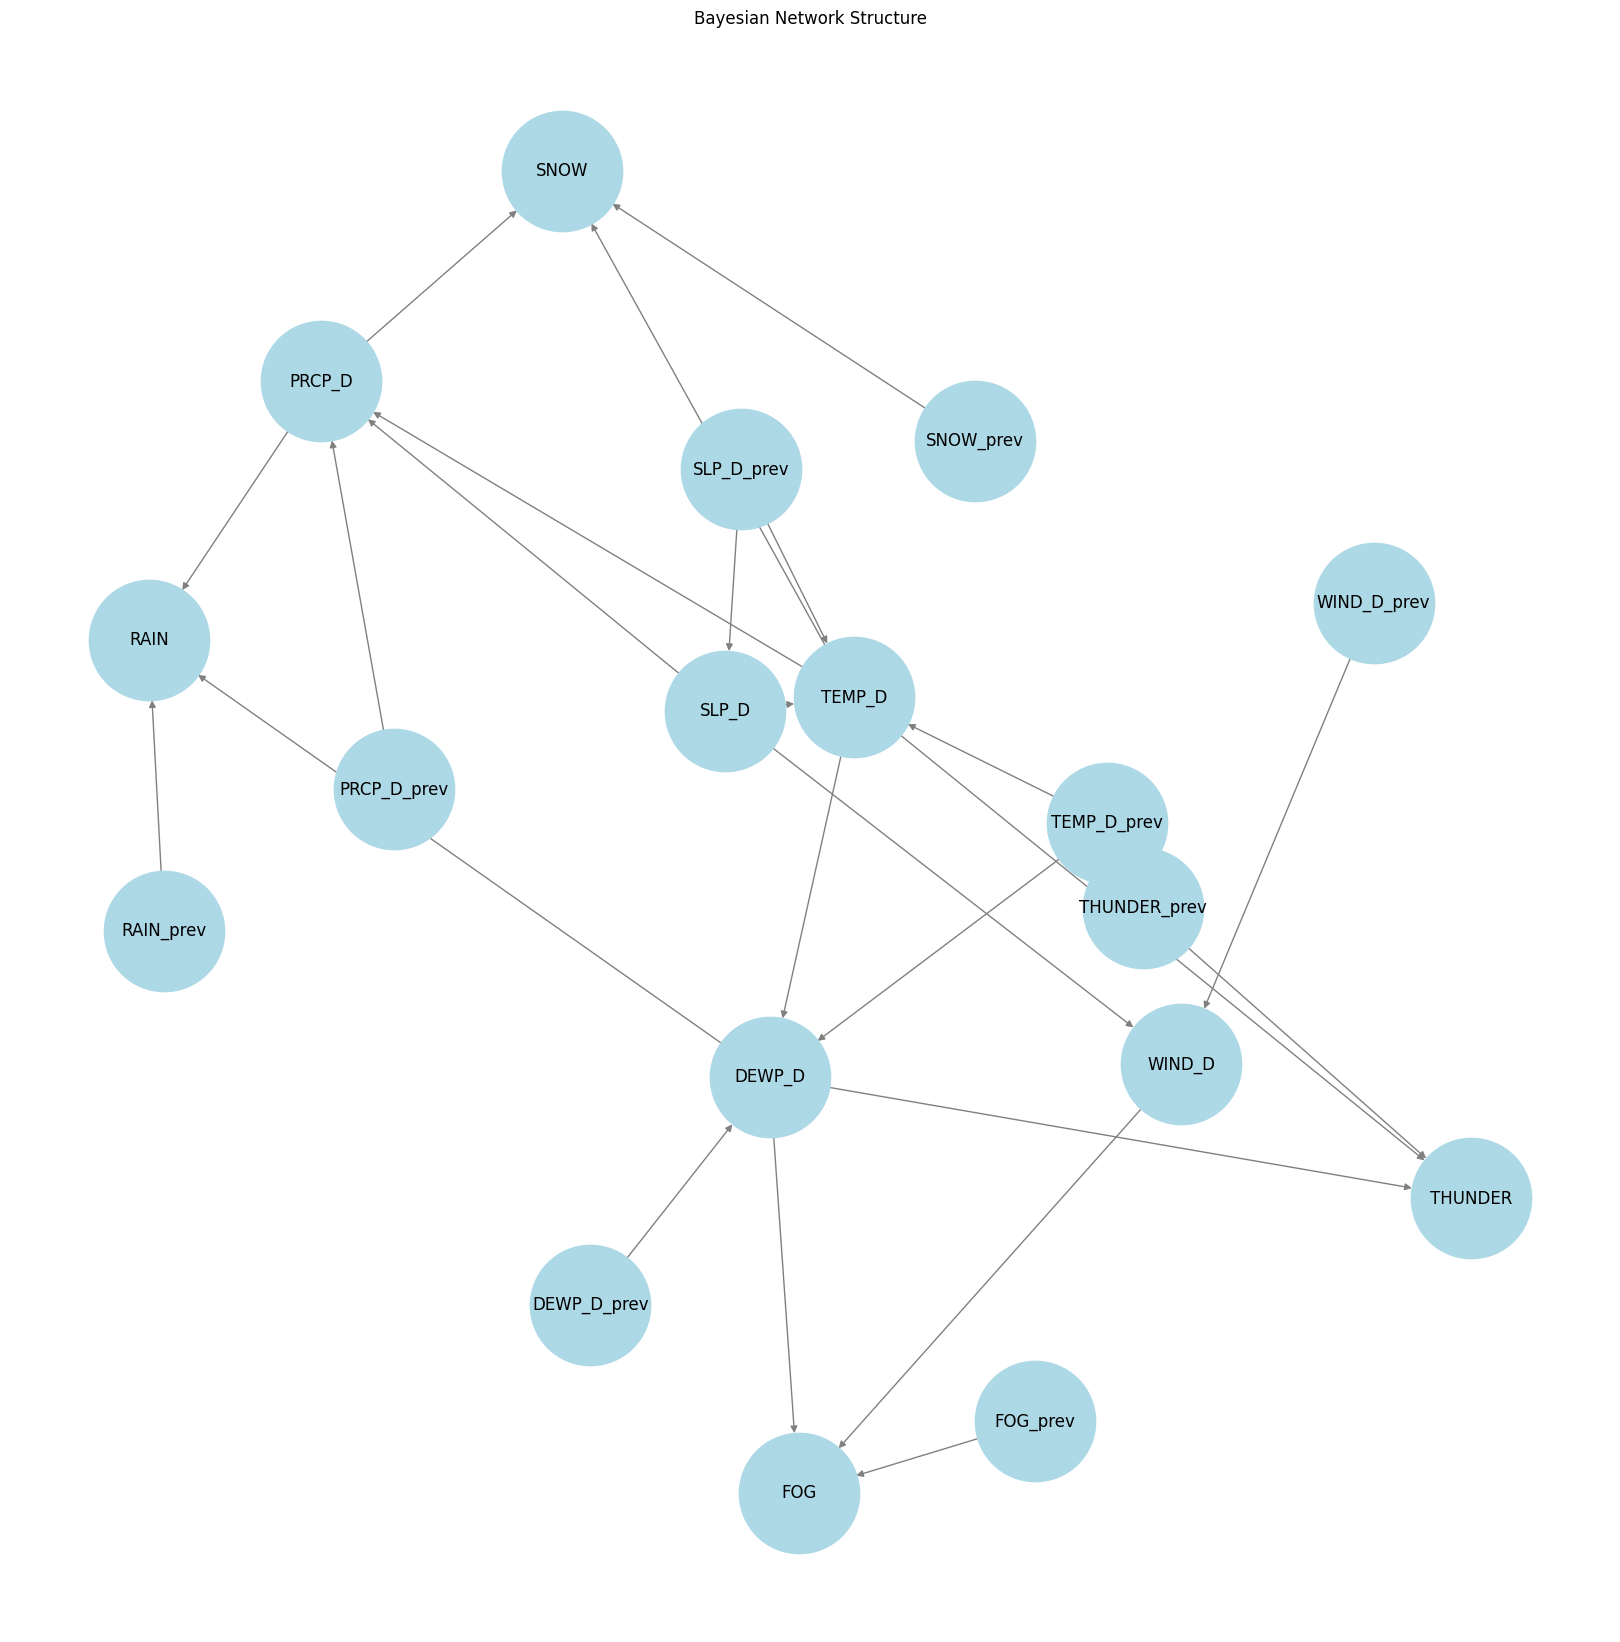 Bayesian Network Structure
SNOW
PRCP_D
SNOW_prev
SLP_D_prev
WIND_D_prev
RAIN
TEMP_D
SLP_D
PRCP_D_prev
TEMP_D_prev
THUNDER_prev
RAIN_prev
WIND_D
DEWP_D
THUNDER
DEWP_D_prev
FOG_prev
FOG